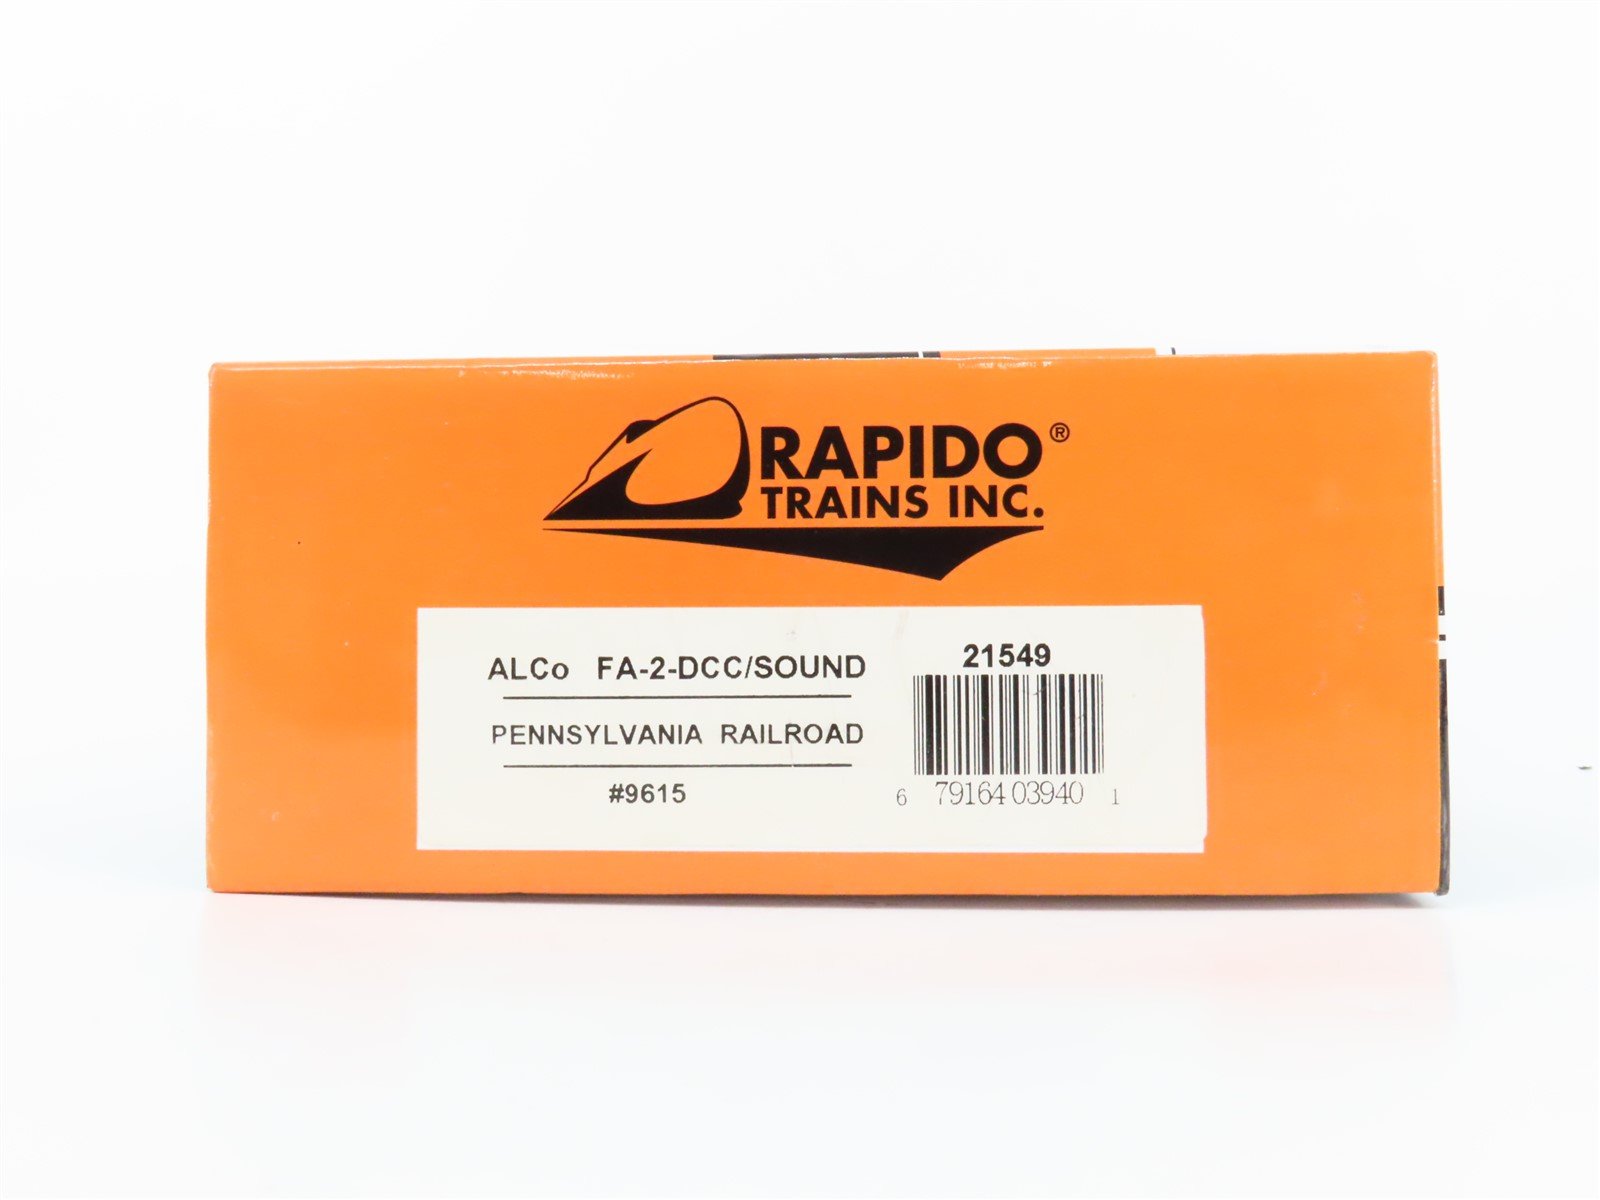 RAPIDO®
TRAINS INC.
ALCo FA-2-DCC/SOUND
PENNSYLVANIA RAILROAD
#9615
21549
6 79164 03940 1